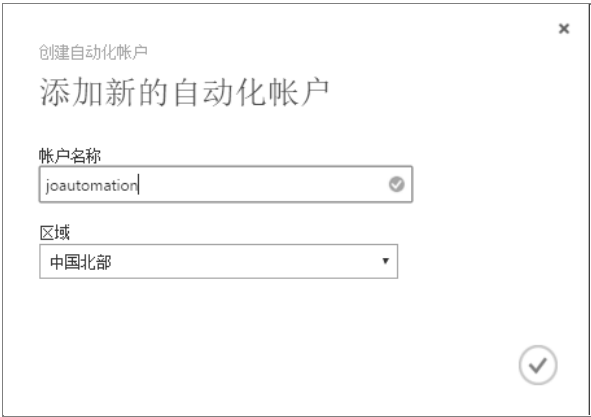 创建自动化帐户
添加新的自动化帐户
帐户名称
joautomation
区域
中国北部